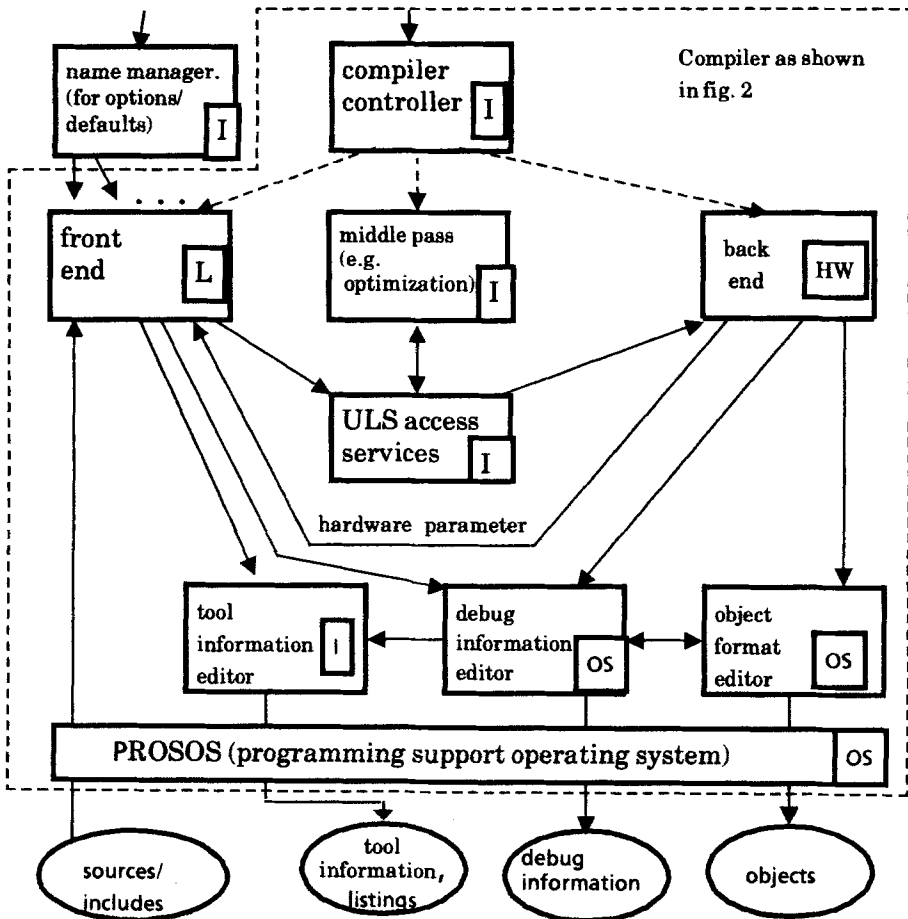 name manager.
(for options/
defaults)
I
compiler
controller
I
Compiler as shown
in fig. 2
. . .
front
end
L
middle pass
(e.g.
optimization)
I
back
end
HW
ULS access
services
I
hardware parameter
tool
information
editor
I
debug
information
editor
OS
object
format
editor
OS
PROSOS (programming support operating system)
OS
sources/
includes
tool
information,
listings
debug
information
objects